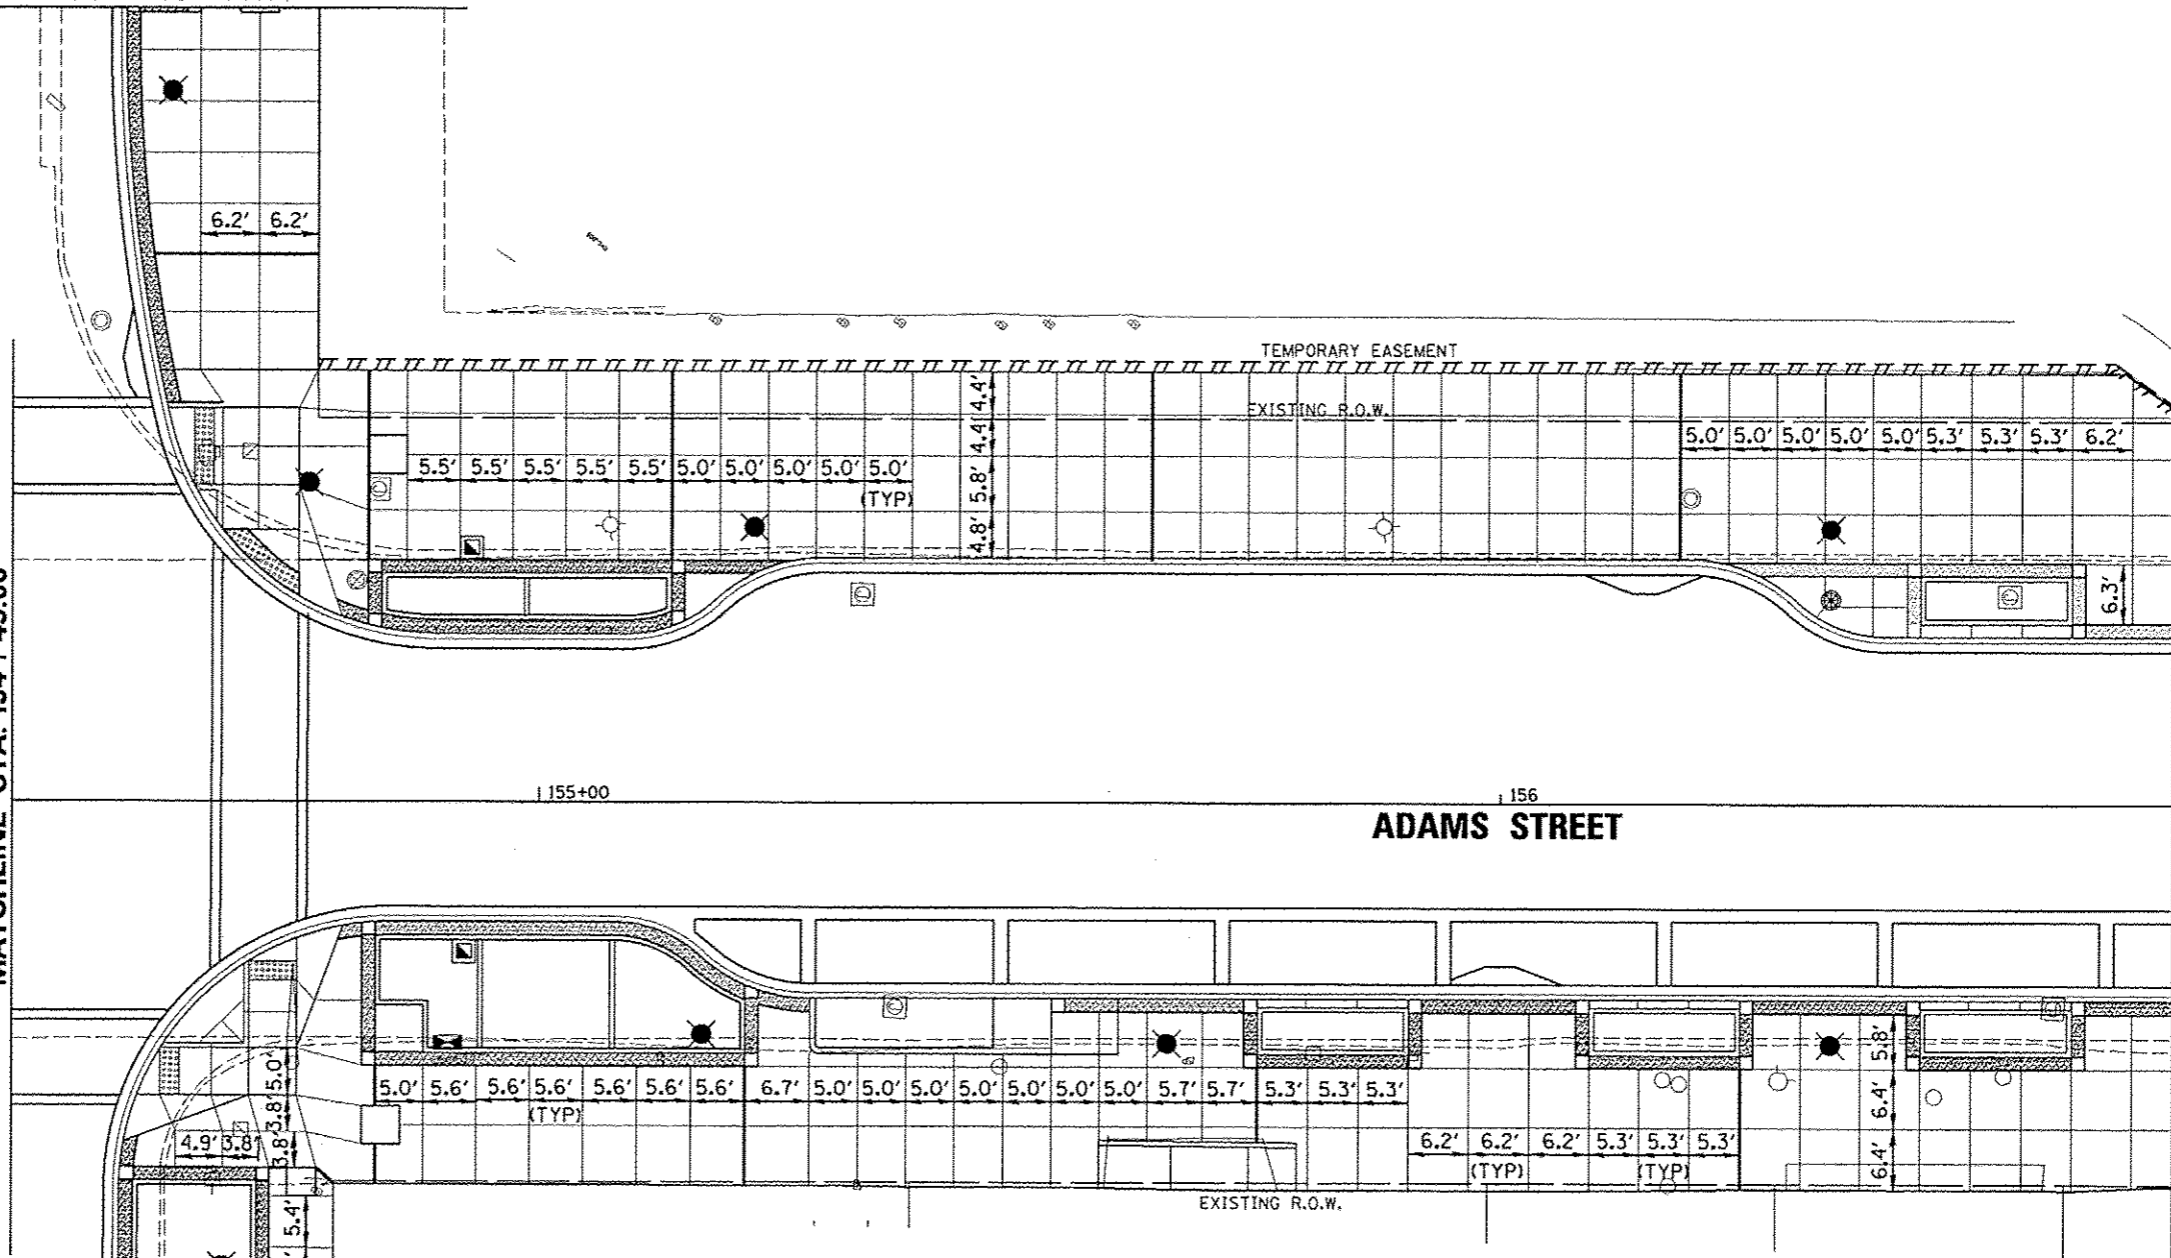 6.2' 6.2'
TEMPORARY EASEMENT
EXISTING R.O.W.
4.4'
4.4'
5.8'
4.8'
5.5' 5.5' 5.5' 5.5' 5.5' 5.0' 5.0' 5.0' 5.0' 5.0'
(TYP)
5.0' 5.0' 5.0' 5.0' 5.0' 5.3' 5.3' 5.3' 6.2'
6.3'
155+00
156
ADAMS STREET
5.0' 5.6' 5.6' 5.6' 5.6' 5.6' 5.6' 6.7' 5.0' 5.0' 5.0' 5.0' 5.0' 5.0' 5.0' 5.7' 5.7' 5.3' 5.3' 5.3'
(TYP)
6.2' 6.2' 6.2' 5.3' 5.3' 5.3'
(TYP) (TYP)
5.8'
6.4'
6.4'
5.0'
3.8'
3.8'
4.9' 3.8'
5.4'
EXISTING R.O.W.